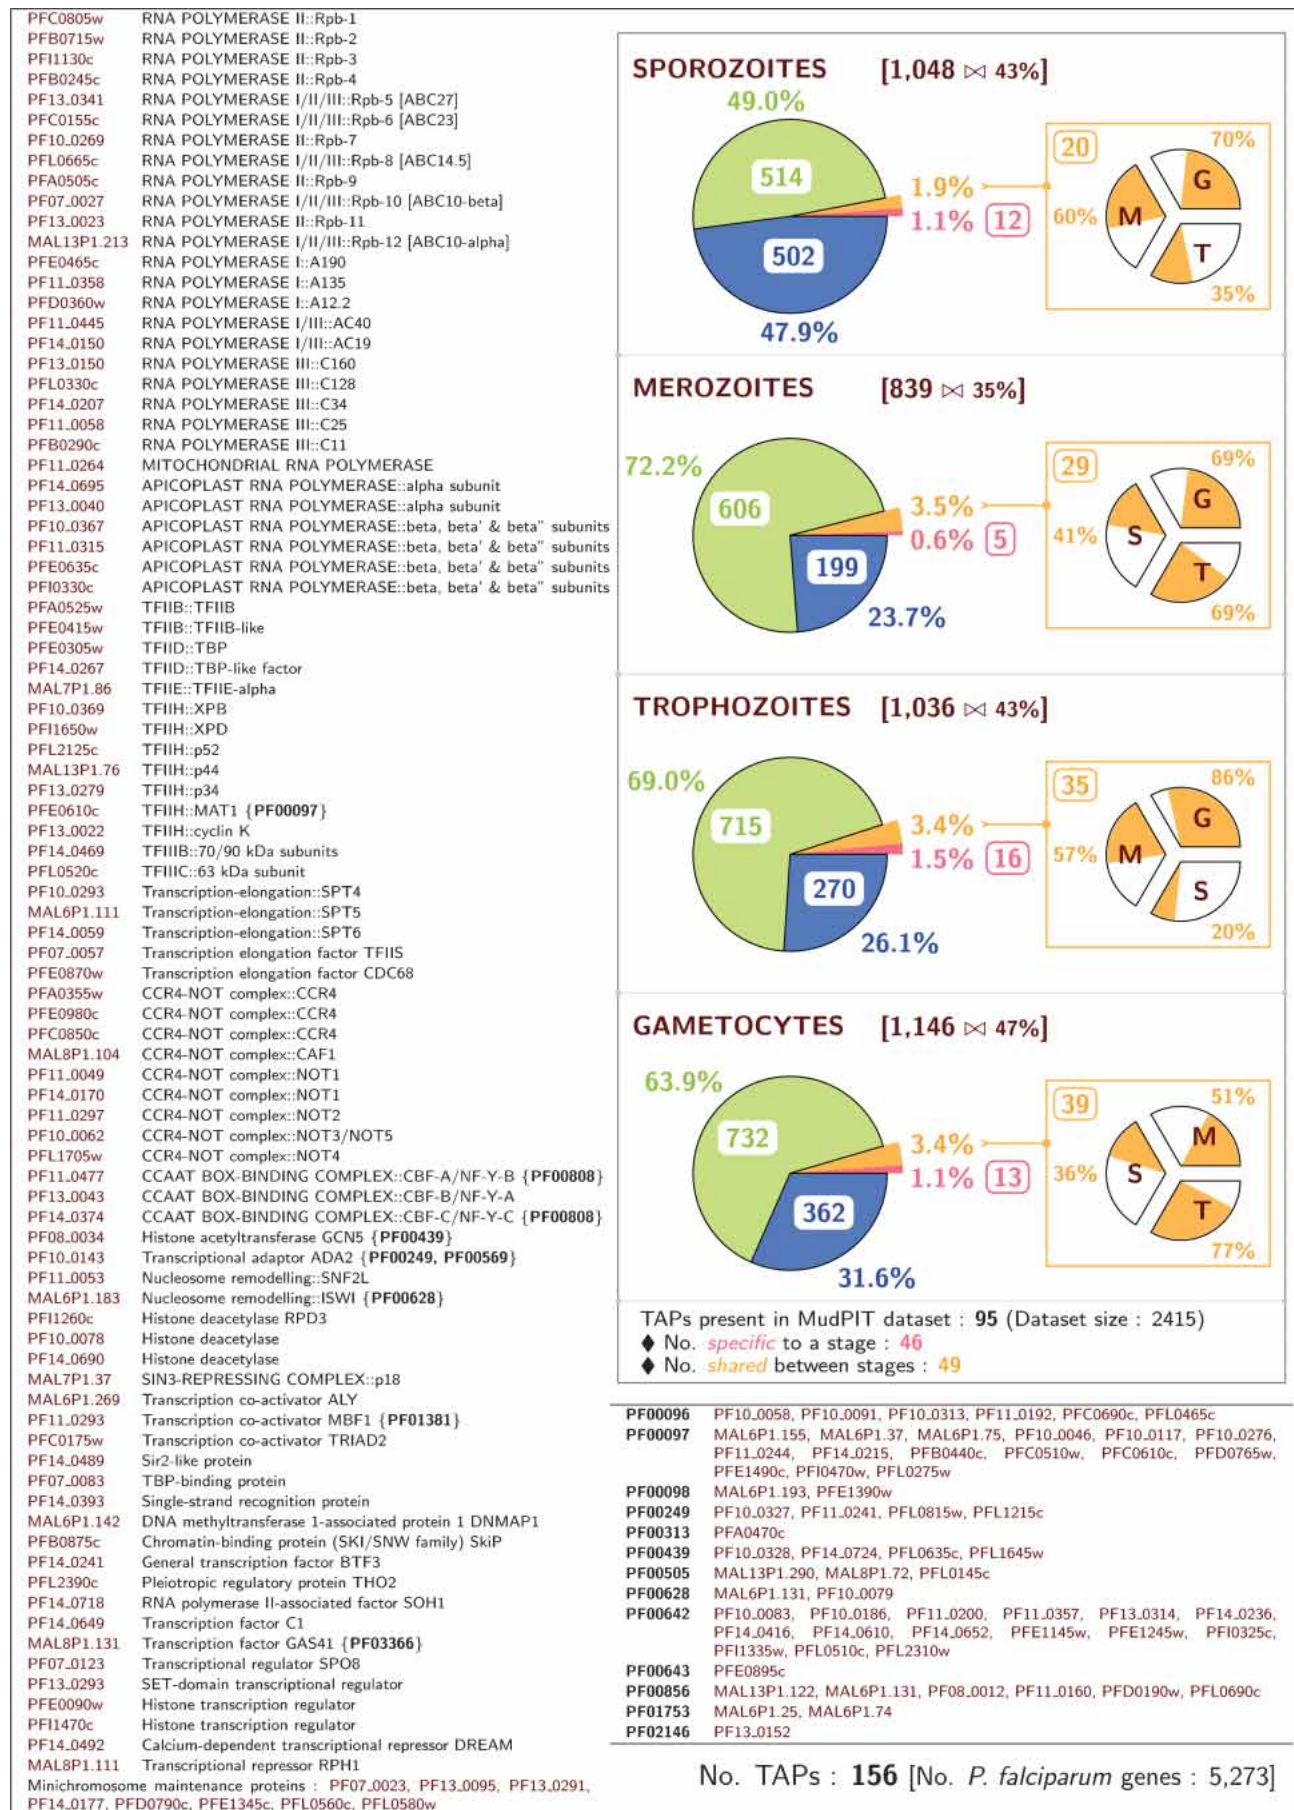 PFC0805w RNA POLYMERASE II::Rpb-1
PFB0715w RNA POLYMERASE II::Rpb-2
PFI1130c RNA POLYMERASE II::Rpb-3
PFB0245c RNA POLYMERASE II::Rpb-4
PF13_0341 RNA POLYMERASE I/II/III::Rpb-5 [ABC27]
PFC0155c RNA POLYMERASE I/II/III::Rpb-6 [ABC23]
PF10_0269 RNA POLYMERASE II::Rpb-7
PFL0665c RNA POLYMERASE I/II/III::Rpb-8 [ABC14.5]
PFA0505c RNA POLYMERASE II::Rpb-9
PF07_0027 RNA POLYMERASE I/II/III::Rpb-10 [ABC10-beta]
PF13_0023 RNA POLYMERASE II::Rpb-11
MAL13P1.213 RNA POLYMERASE I/II/III::Rpb-12 [ABC10-alpha]
PFE0465c RNA POLYMERASE I::A190
PF11_0358 RNA POLYMERASE I::A135
PFD0360w RNA POLYMERASE I::A12.2
PF11_0445 RNA POLYMERASE I/III::AC40
PF14_0150 RNA POLYMERASE I/III::AC19
PF13_0150 RNA POLYMERASE III::C160
PFL0330c RNA POLYMERASE III::C128
PF14_0207 RNA POLYMERASE III::C34
PF11_0058 RNA POLYMERASE III::C25
PFB0290c RNA POLYMERASE III::C11
PF11_0264 MITOCHONDRIAL RNA POLYMERASE
PF14_0695 APICOPLAST RNA POLYMERASE::alpha subunit
PF13_0040 APICOPLAST RNA POLYMERASE::alpha subunit
PF10_0367 APICOPLAST RNA POLYMERASE::beta, beta' & beta" subunits
PF11_0315 APICOPLAST RNA POLYMERASE::beta, beta' & beta" subunits
PFE0635c APICOPLAST RNA POLYMERASE::beta, beta' & beta" subunits
PFI0330c APICOPLAST RNA POLYMERASE::beta, beta' & beta" subunits
PFA0525w TFIIB::TFIIB
PFE0415w TFIIB::TFIIB-like
PFE0305w TFIID::TBP
PF14_0267 TFIID::TBP-like factor
MAL7P1.86 TFIIE::TFIIE-alpha
PF10_0369 TFIIH::XPB
PFI1650w TFIIH::XPD
PFL2125c TFIIH::p52
MAL13P1.76 TFIIH::p44
PF13_0279 TFIIH::p34
PFE0610c TFIIH::MAT1 {PF00097}
PF13_0022 TFIIH::cyclin K
PF14_0469 TFIIIB::70/90 kDa subunits
PFL0520c TFIIIC::63 kDa subunit
PF10_0293 Transcription-elongation::SPT4
MAL6P1.111 Transcription-elongation::SPT5
PF14_0059 Transcription-elongation::SPT6
PF07_0057 Transcription elongation factor TFIIS
PFE0870w Transcription elongation factor CDC68
PFA0355w CCR4-NOT complex::CCR4
PFE0980c CCR4-NOT complex::CCR4
PFC0850c CCR4-NOT complex::CCR4
MAL8P1.104 CCR4-NOT complex::CAF1
PF11_0049 CCR4-NOT complex::NOT1
PF14_0170 CCR4-NOT complex::NOT1
PF11_0297 CCR4-NOT complex::NOT2
PF10_0062 CCR4-NOT complex::NOT3/NOT5
PFL1705w CCR4-NOT complex::NOT4
PF11_0477 CCAAT BOX-BINDING COMPLEX::CBF-A/NF-Y-B {PF00808}
PF13_0043 CCAAT BOX-BINDING COMPLEX::CBF-B/NF-Y-A
PF14_0374 CCAAT BOX-BINDING COMPLEX::CBF-C/NF-Y-C {PF00808}
PF08_0034 Histone acetyltransferase GCN5 {PF00439}
PF10_0143 Transcriptional adaptor ADA2 {PF00249, PF00569}
PF11_0053 Nucleosome remodelling::SNF2L
MAL6P1.183 Nucleosome remodelling::ISWI {PF00628}
PFI1260c Histone deacetylase RPD3
PF10_0078 Histone deacetylase
PF14_0690 Histone deacetylase
MAL7P1.37 SIN3-REPRESSING COMPLEX::p18
MAL6P1.269 Transcription co-activator ALY
PF11_0293 Transcription co-activator MBF1 {PF01381}
PFC0175w Transcription co-activator TRIAD2
PF14_0489 Sir2-like protein
PF07_0083 TBP-binding protein
PF14_0393 Single-strand recognition protein
MAL6P1.142 DNA methyltransferase 1-associated protein 1 DNMAP1
PFB0875c Chromatin-binding protein (SKI/SNW family) SkiP
PF14_0241 General transcription factor BTF3
PFL2390c Pleiotropic regulatory protein THO2
PF14_0718 RNA polymerase II-associated factor SOH1
PF14_0649 Transcription factor C1
MAL8P1.131 Transcription factor GAS41 {PF03366}
PF07_0123 Transcriptional regulator SPO8
PF13_0293 SET-domain transcriptional regulator
PFE0090w Histone transcription regulator
PFI1470c Histone transcription regulator
PF14_0492 Calcium-dependent transcriptional repressor DREAM
MAL8P1.111 Transcriptional repressor RPH1
Minichromosome maintenance proteins : PF07_0023, PF13_0095, PF13_0291,
PF14_0177, PFD0790c, PFE1345c, PFL0560c, PFL0580w
SPOROZOITES [1,048 ⋈ 43%]
49.0%
514
1.9%
1.1% 12
502
47.9%
20
70%
G
60% M
T
35%
MEROZOITES [839 ⋈ 35%]
72.2%
606
3.5%
0.6% 5
199
23.7%
29
69%
G
41% S
T
69%
TROPHOZOITES [1,036 ⋈ 43%]
69.0%
715
3.4%
1.5% 16
270
26.1%
35
86%
G
57% M
S
20%
GAMETOCYTES [1,146 ⋈ 47%]
63.9%
732
3.4%
1.1% 13
362
31.6%
39
51%
M
36% S
T
77%
TAPs present in MudPIT dataset : 95 (Dataset size : 2415)
♦ No. specific to a stage : 46
♦ No. shared between stages : 49
PF00096 PF10_0058, PF10_0091, PF10_0313, PF11_0192, PFC0690c, PFL0465c
PF00097 MAL6P1.155, MAL6P1.37, MAL6P1.75, PF10_0046, PF10_0117, PF10_0276,
PF11_0244, PF14_0215, PFB0440c, PFC0510w, PFC0610c, PFD0765w,
PFE1490c, PFI0470w, PFL0275w
PF00098 MAL6P1.193, PFE1390w
PF00249 PF10_0327, PF11_0241, PFL0815w, PFL1215c
PF00313 PFA0470c
PF00439 PF10_0328, PF14_0724, PFL0635c, PFL1645w
PF00505 MAL13P1.290, MAL8P1.72, PFL0145c
PF00628 MAL6P1.131, PF10_0079
PF00642 PF10_0083, PF10_0186, PF11_0200, PF11_0357, PF13_0314, PF14_0236,
PF14_0416, PF14_0610, PF14_0652, PFE1145w, PFE1245w, PFI0325c,
PFI1335w, PFL0510c, PFL2310w
PF00643 PFE0895c
PF00856 MAL13P1.122, MAL6P1.131, PF08_0012, PF11_0160, PFD0190w, PFL0690c
PF01753 MAL6P1.25, MAL6P1.74
PF02146 PF13_0152
No. TAPs : 156 [No. P. falciparum genes : 5,273]